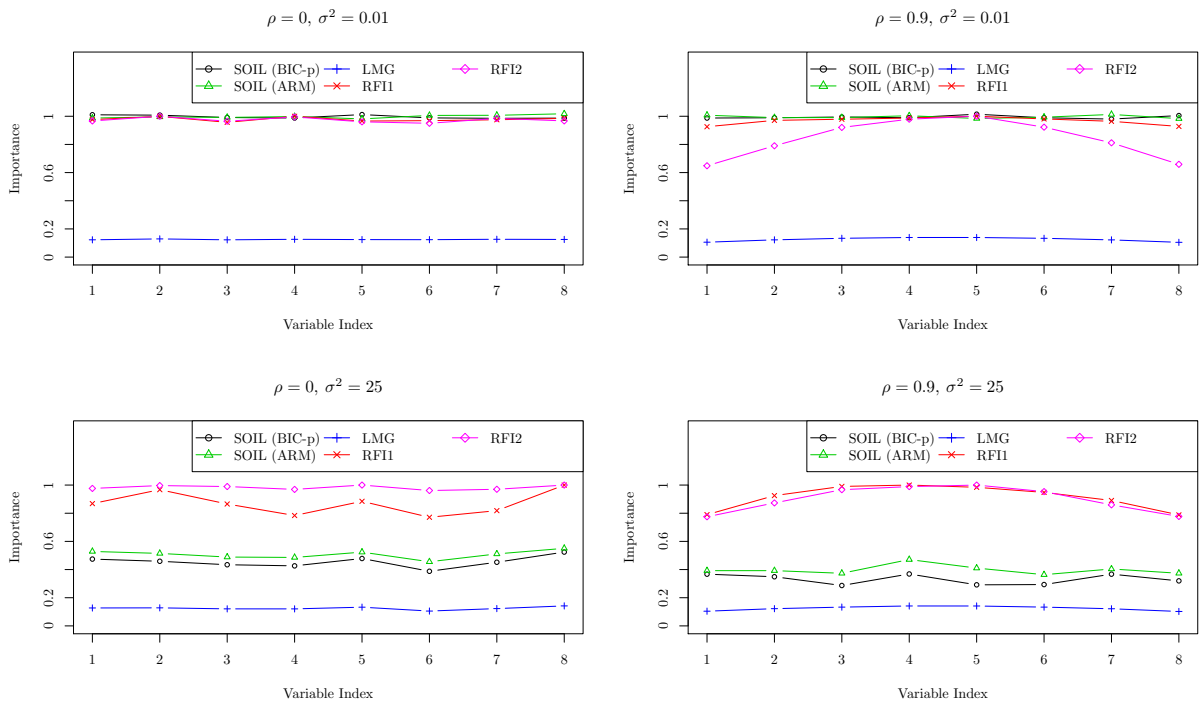 ρ = 0, σ² = 0.01
SOIL (BIC-p) LMG RFI2
SOIL (ARM) RFI1
Importance
0 0.2 0.6 1
1 2 3 4 5 6 7 8
Variable Index
ρ = 0.9, σ² = 0.01
SOIL (BIC-p) LMG RFI2
SOIL (ARM) RFI1
Importance
0 0.2 0.6 1
1 2 3 4 5 6 7 8
Variable Index
ρ = 0, σ² = 25
SOIL (BIC-p) LMG RFI2
SOIL (ARM) RFI1
Importance
0 0.2 0.6 1
1 2 3 4 5 6 7 8
Variable Index
ρ = 0.9, σ² = 25
SOIL (BIC-p) LMG RFI2
SOIL (ARM) RFI1
Importance
0 0.2 0.6 1
1 2 3 4 5 6 7 8
Variable Index